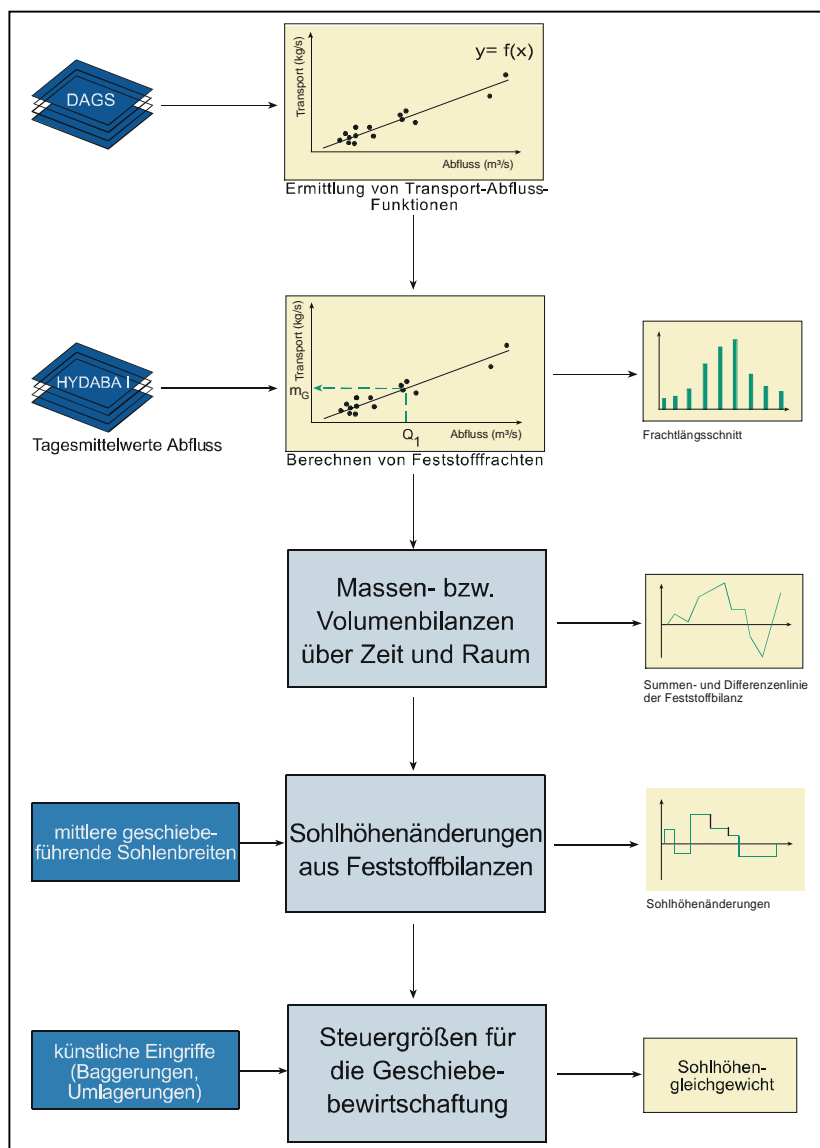 DAGS
Transport (kg/s)
y= f(x)
Abfluss (m³/s)
Ermittlung von Transport-Abfluss-
Funktionen
HYDABA I
Tagesmittelwerte Abfluss
Transport (kg/s)
m_G
Q_1
Abfluss (m³/s)
Berechnen von Feststofffrachten
Frachtlängsschnitt
Massen- bzw.
Volumenbilanzen
über Zeit und Raum
Summen- und Differenzenlinie
der Feststoffbilanz
mittlere geschiebe-
führende Sohlenbreiten
Sohlhöhenänderungen
aus Feststoffbilanzen
Sohlhöhenänderungen
künstliche Eingriffe
(Baggerungen,
Umlagerungen)
Steuergrößen für
die Geschiebe-
bewirtschaftung
Sohlhöhen-
gleichgewicht